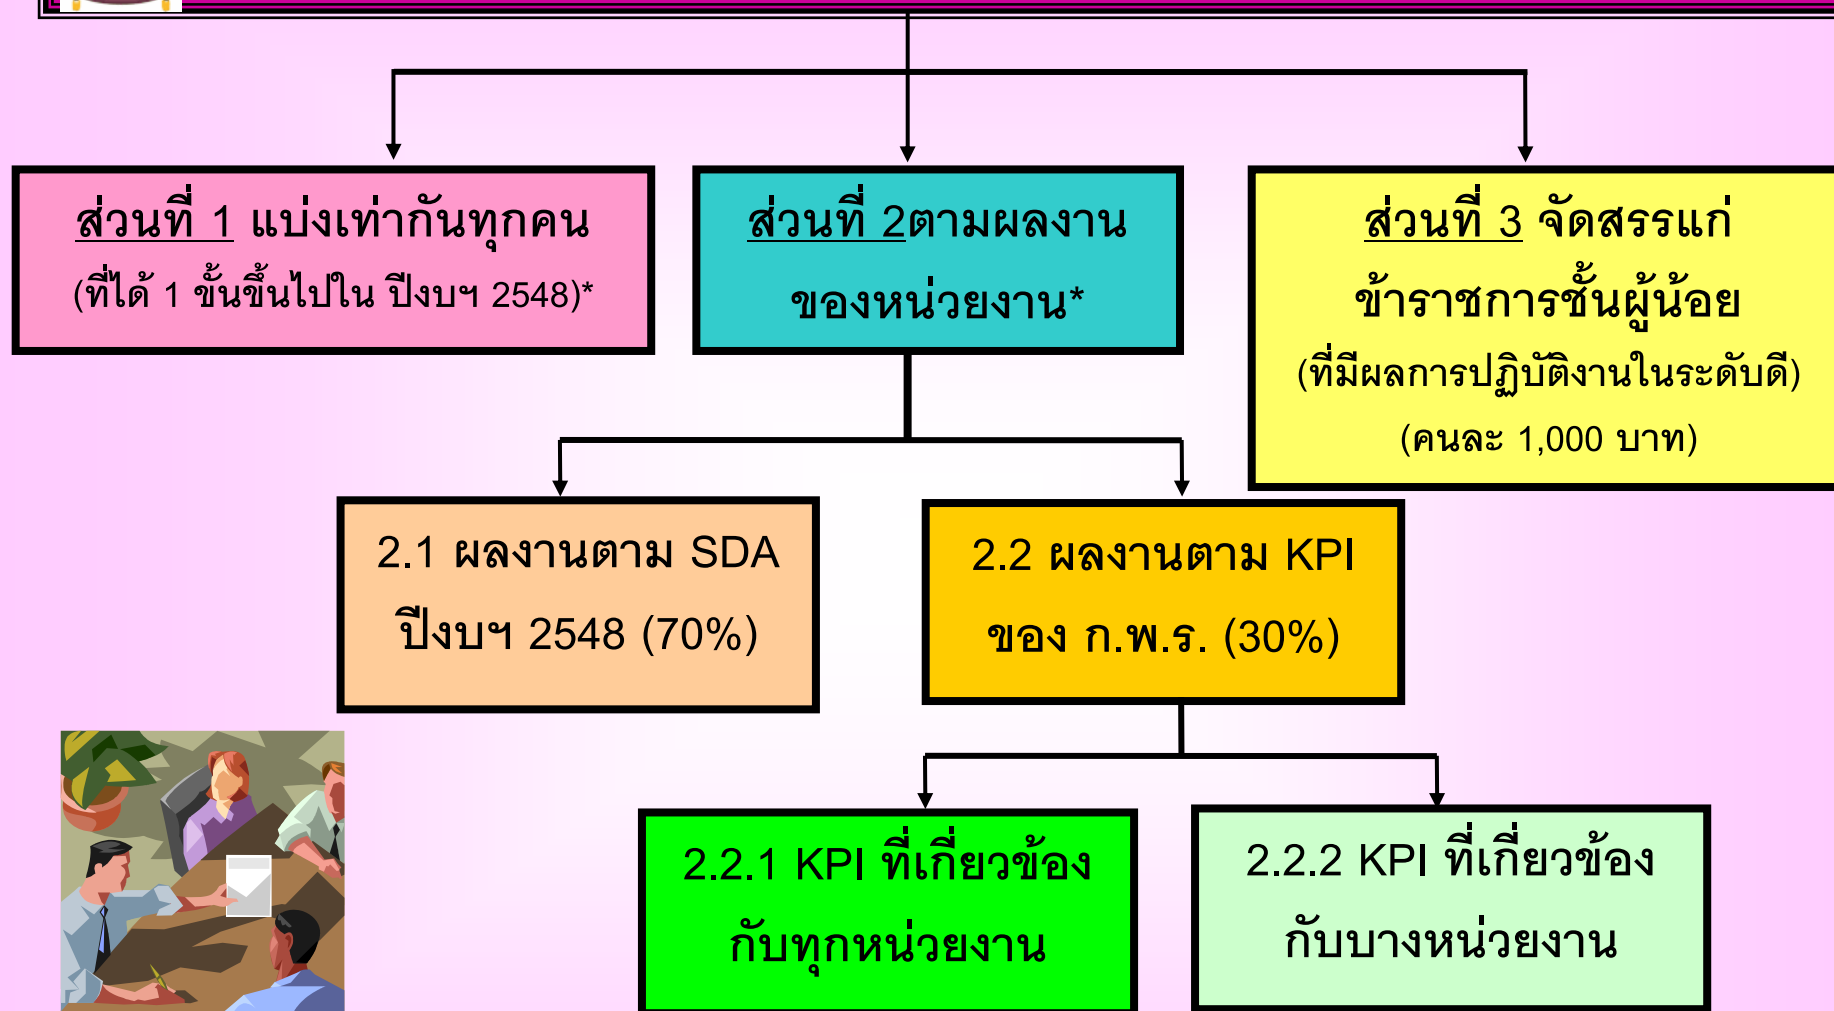 ส่วนที่ 1 แบ่งเท่ากันทุกคน
(ที่ได้ 1 ขั้นขึ้นไปใน ปีงบฯ 2548)*
ส่วนที่ 2ตามผลงาน
ของหน่วยงาน*
ส่วนที่ 3 จัดสรรแก่
ข้าราชการชั้นผู้น้อย
(ที่มีผลการปฏิบัติงานในระดับดี)
(คนละ 1,000 บาท)
2.1 ผลงานตาม SDA
ปีงบฯ 2548 (70%)
2.2 ผลงานตาม KPI
ของ ก.พ.ร. (30%)
2.2.1 KPI ที่เกี่ยวข้อง
กับทุกหน่วยงาน
2.2.2 KPI ที่เกี่ยวข้อง
กับบางหน่วยงาน